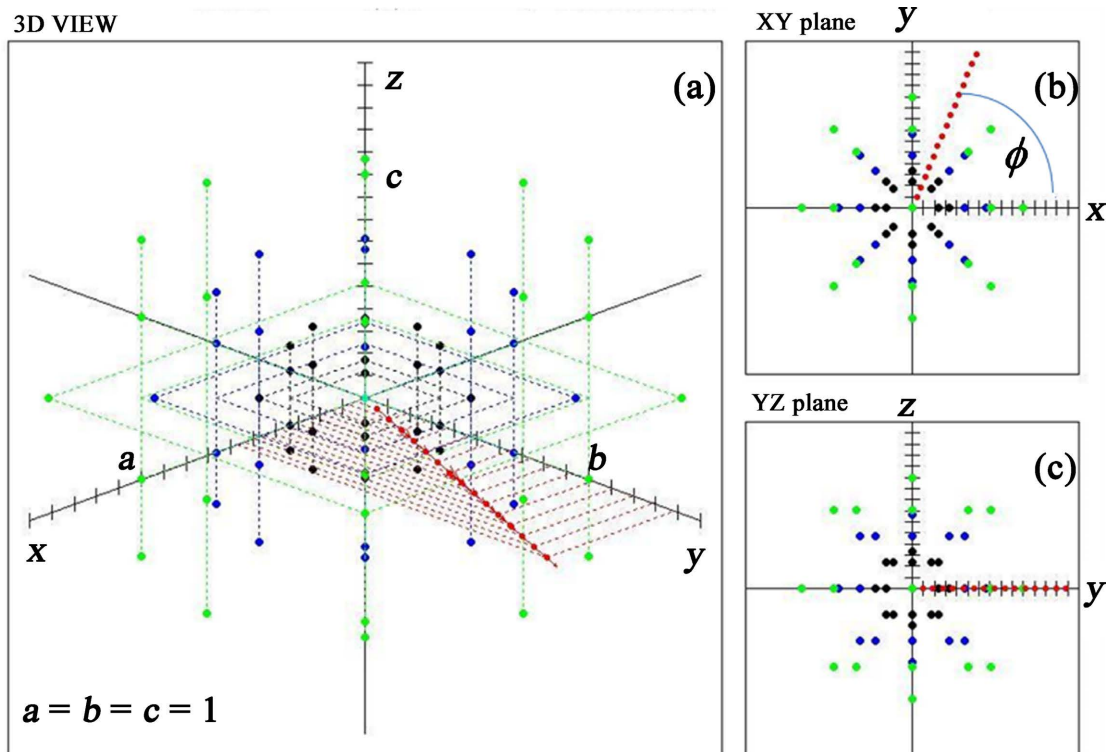 3D VIEW
z
(a)
c
a
b
x
y
a = b = c = 1
XY plane
y
(b)
ϕ
x
YZ plane
z
(c)
y